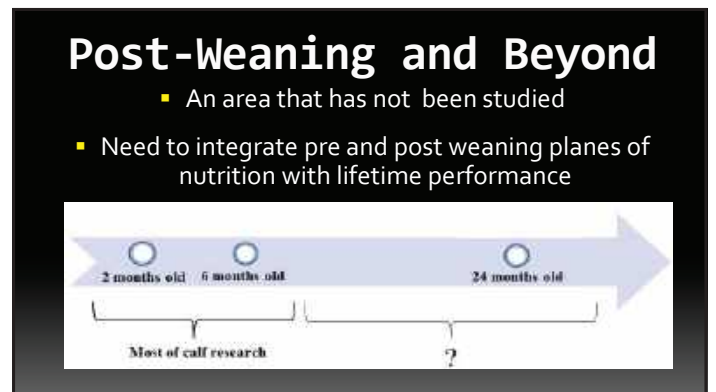 Post-Weaning and Beyond
▪ An area that has not been studied
▪ Need to integrate pre and post weaning planes of
nutrition with lifetime performance
2 months old 6 months old 24 months old
Most of calf research ?